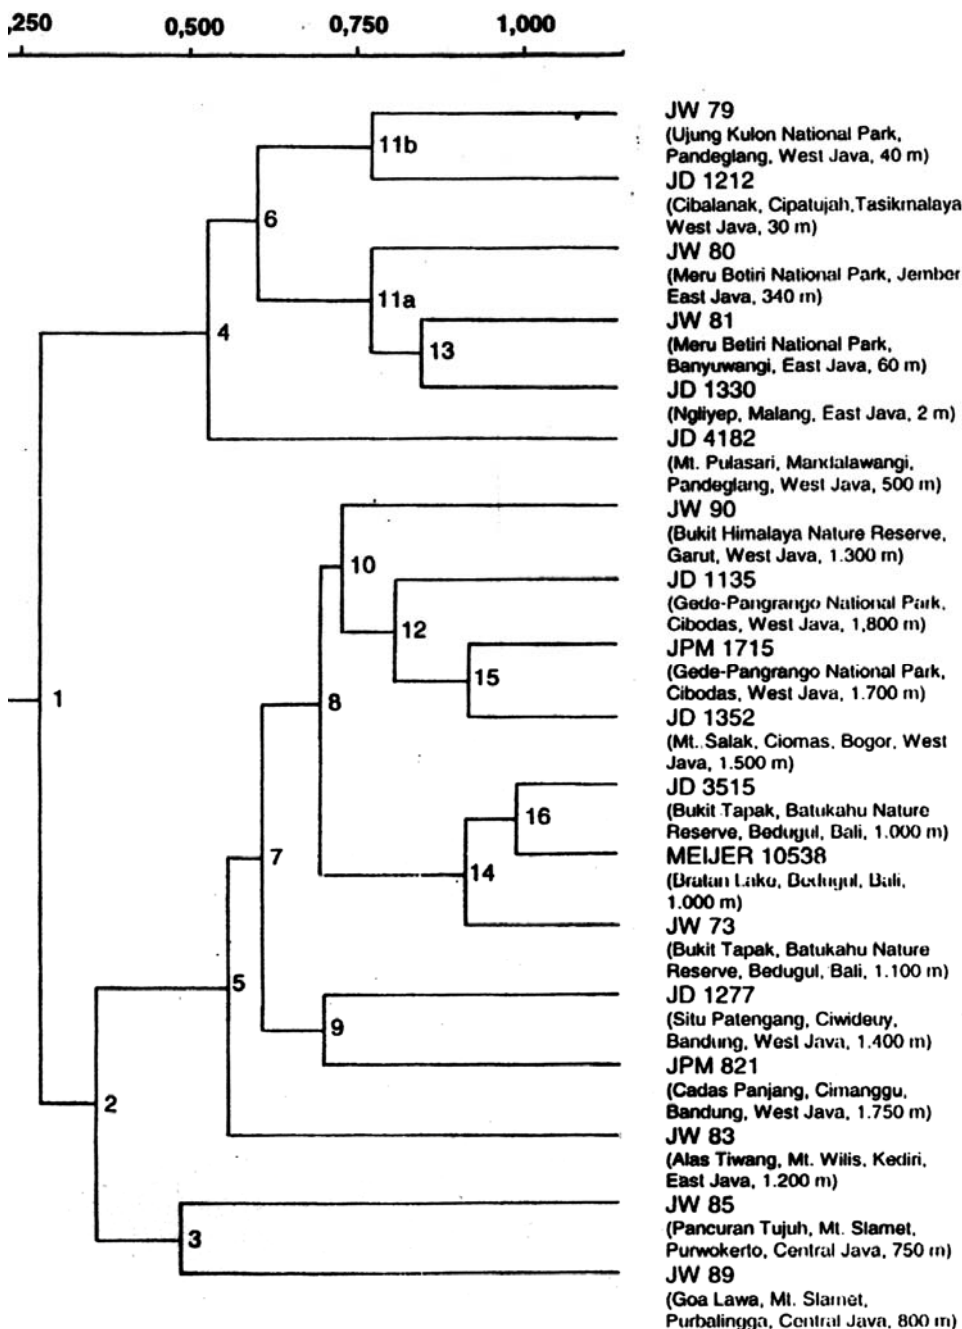 ,250 0,500 0,750 1,000
JW 79
(Ujung Kulon National Park,
Pandeglang, West Java, 40 m)
11b
JD 1212
(Cibalanak, Cipatujah,Tasikmalaya
West Java, 30 m)
6
JW 80
(Meru Botiri National Park, Jember
East Java, 340 m)
11a
JW 81
4
(Meru Betiri National Park,
13
Banyuwangi, East Java, 60 m)
JD 1330
(Ngliyep, Malang, East Java, 2 m)
JD 4182
(Mt. Pulasari, Mandalawangi,
Pandeglang, West Java, 500 m)
JW 90
(Bukit Himalaya Nature Reserve,
Garut, West Java, 1.300 m)
10
JD 1135
(Gede-Pangrango National Park,
Cibodas, West Java, 1,800 m)
12
JPM 1715
(Gede-Pangrango National Park,
Cibodas, West Java, 1.700 m)
15
1
8
JD 1352
(Mt. Salak, Ciomas, Bogor, West
Java, 1.500 m)
JD 3515
(Bukit Tapak, Batukahu Nature
Reserve, Bedugul, Bali, 1.000 m)
16
MEIJER 10538
(Bratan Lake, Bedugul, Bali,
1.000 m)
7
14
JW 73
(Bukit Tapak, Batukahu Nature
Reserve, Bedugul, Bali, 1.100 m)
5
JD 1277
(Situ Patengang, Ciwideuy,
Bandung, West Java, 1.400 m)
9
JPM 821
(Cadas Panjang, Cimanggu,
Bandung, West Java, 1.750 m)
2
JW 83
(Alas Tiwang, Mt. Wilis, Kediri,
East Java, 1.200 m)
JW 85
(Pancuran Tujuh, Mt. Slamet,
Purwokerto, Central Java, 750 m)
3
JW 89
(Goa Lawa, Mt. Slamet,
Purbalingga, Central Java, 800 m)